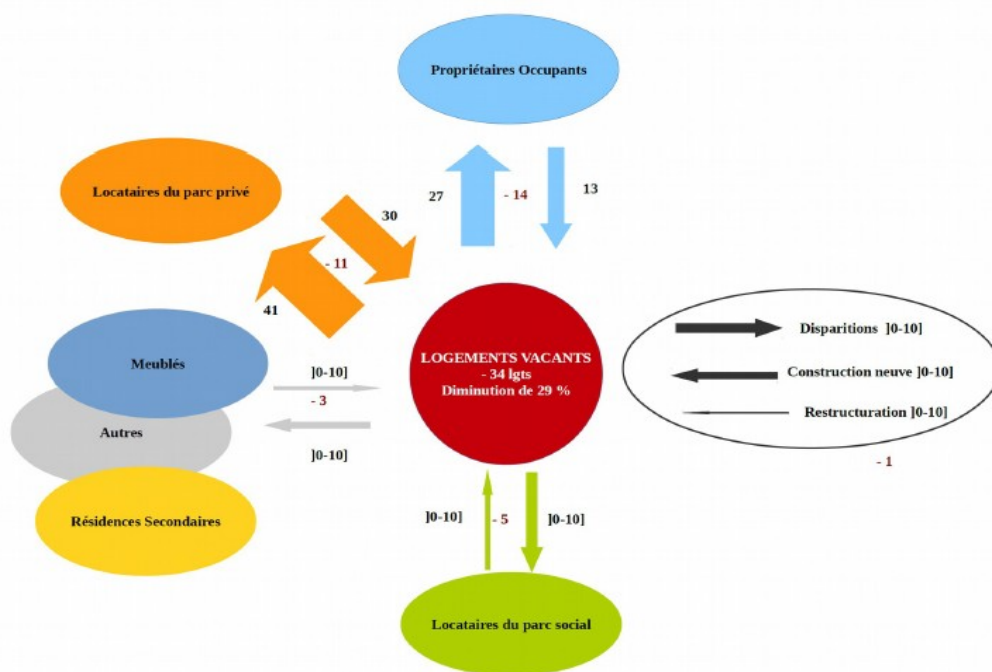 Propriétaires Occupants
Locataires du parc privé
27
- 14
13
30
- 11
41
LOGEMENTS VACANTS
- 34 lgts
Diminution de 29 %
Disparitions ]0-10]
Construction neuve ]0-10]
Restructuration ]0-10]
- 1
Meublés
]0-10]
- 3
Autres
]0-10]
Résidences Secondaires
]0-10]
- 5
]0-10]
Locataires du parc social